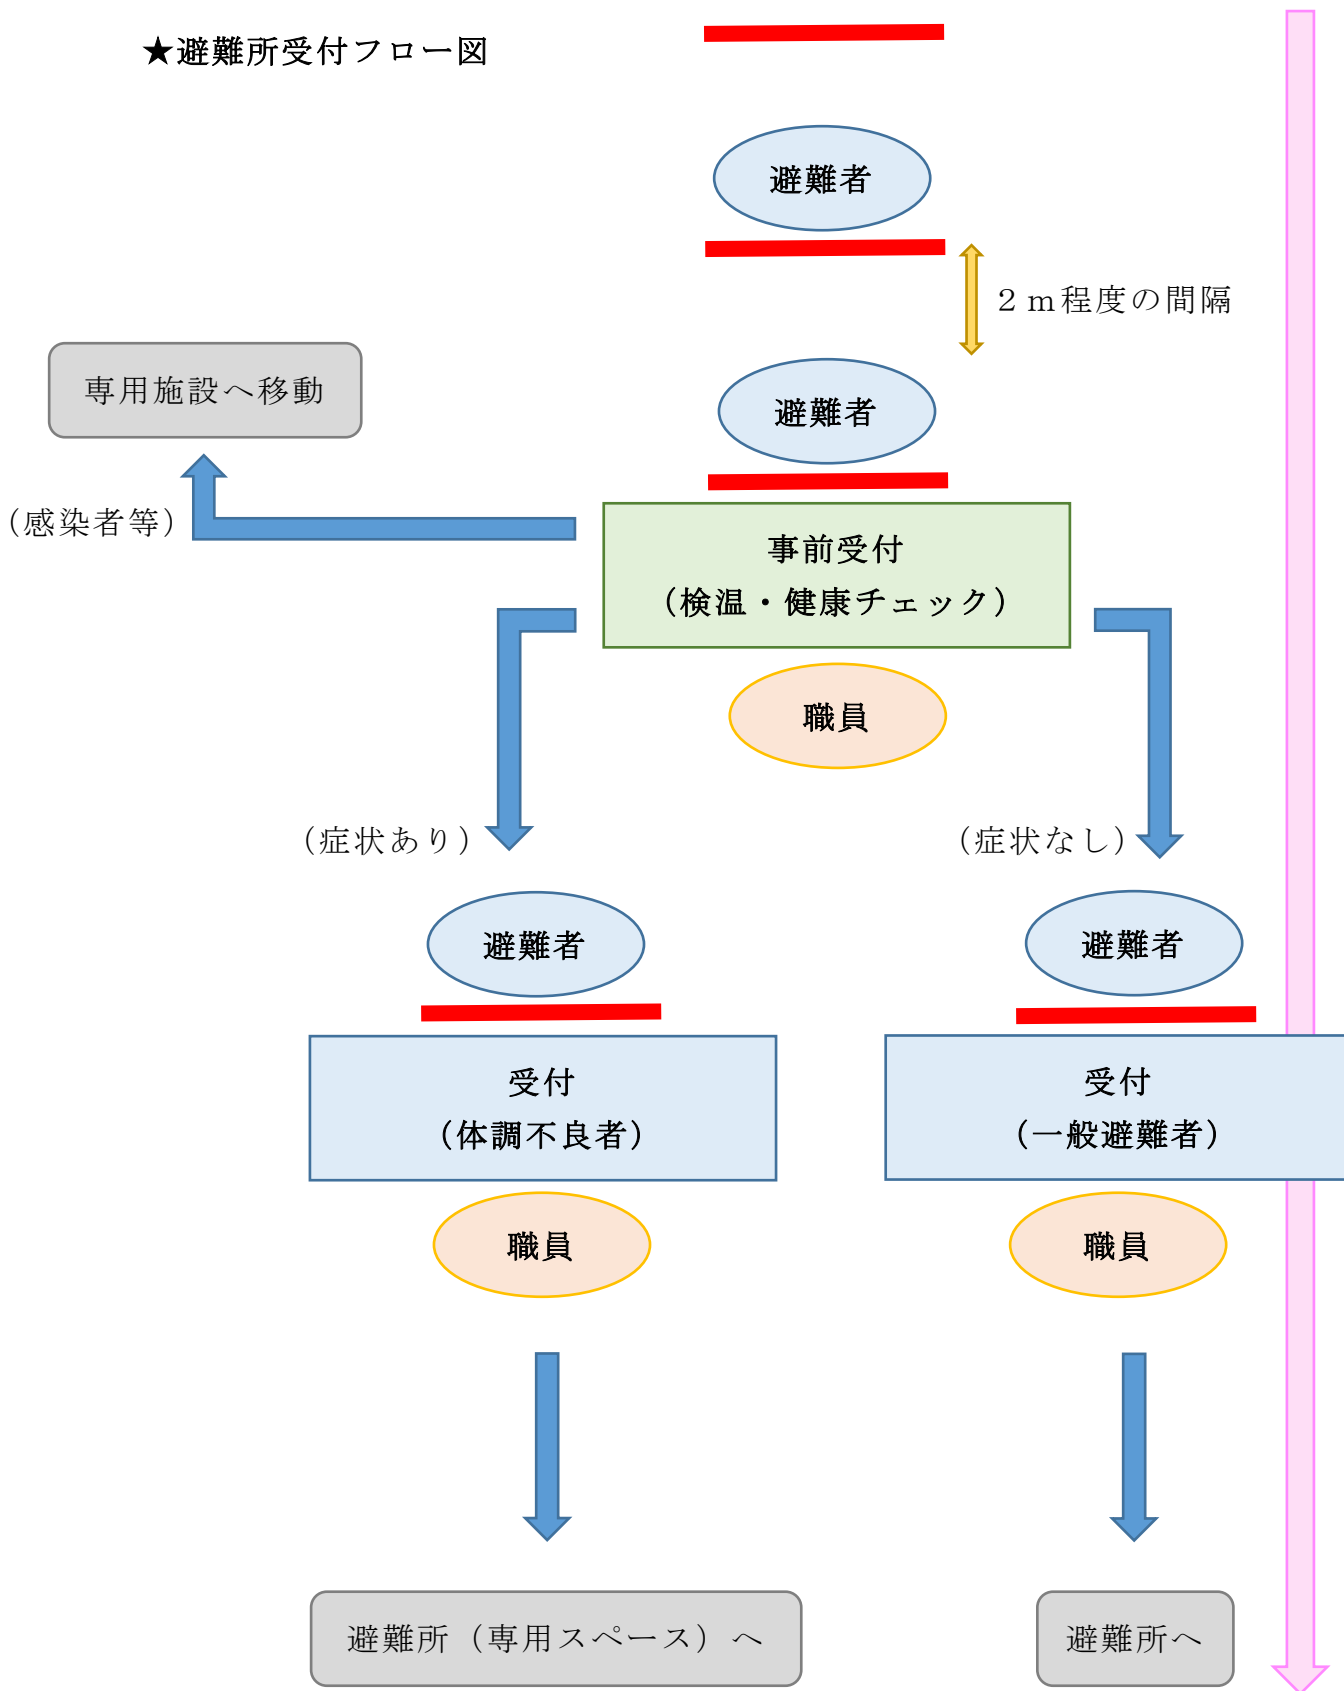 ★避難所受付フロー図
避難者
２ｍ程度の間隔
専用施設へ移動
避難者
（感染者等）
事前受付
（検温・健康チェック）
職員
（症状あり）
（症状なし）
避難者
避難者
受付
（体調不良者）
受付
（一般避難者）
職員
職員
避難所（専用スペース）へ
避難所へ